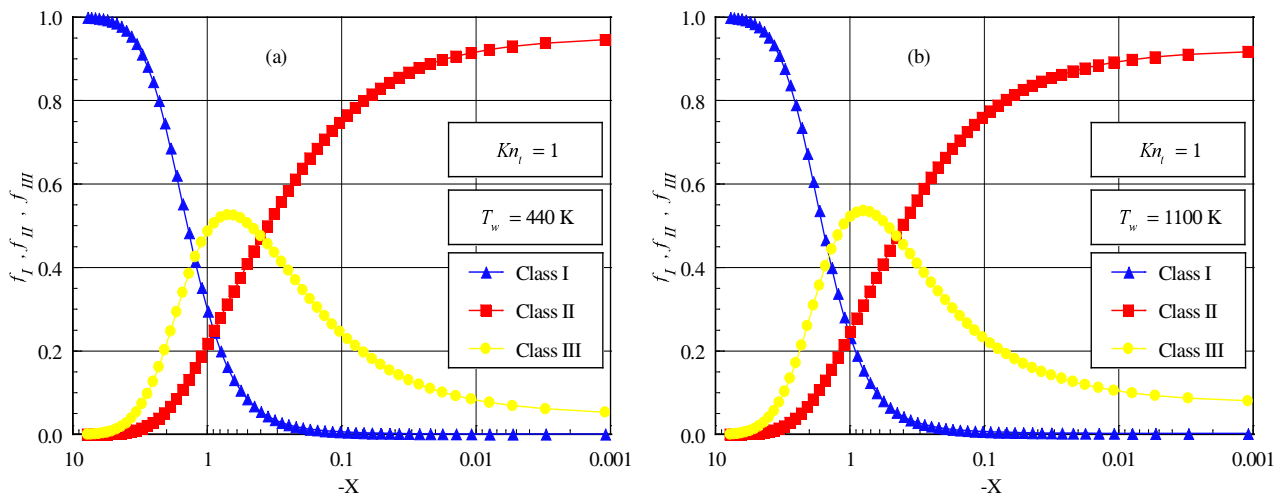 1.0
0.8
0.6
0.4
0.2
0.0
f_I , f_II , f_III
10
1
0.1
0.01
0.001
-X
(a)
Kn_t = 1
T_w = 440 K
Class I
Class II
Class III
1.0
0.8
0.6
0.4
0.2
0.0
f_I , f_II , f_III
10
1
0.1
0.01
0.001
-X
(b)
Kn_t = 1
T_w = 1100 K
Class I
Class II
Class III